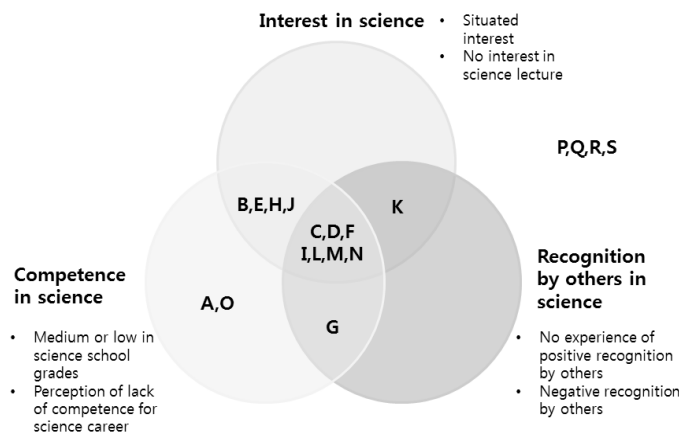 Interest in science
• Situated
interest
• No interest in
science lecture
P,Q,R,S
B,E,H,J
K
C,D,F
I,L,M,N
A,O
G
Competence
in science
• Medium or low in
science school
grades
• Perception of lack
of competence for
science career
Recognition
by others in
science
• No experience of
positive recognition
by others
• Negative recognition
by others